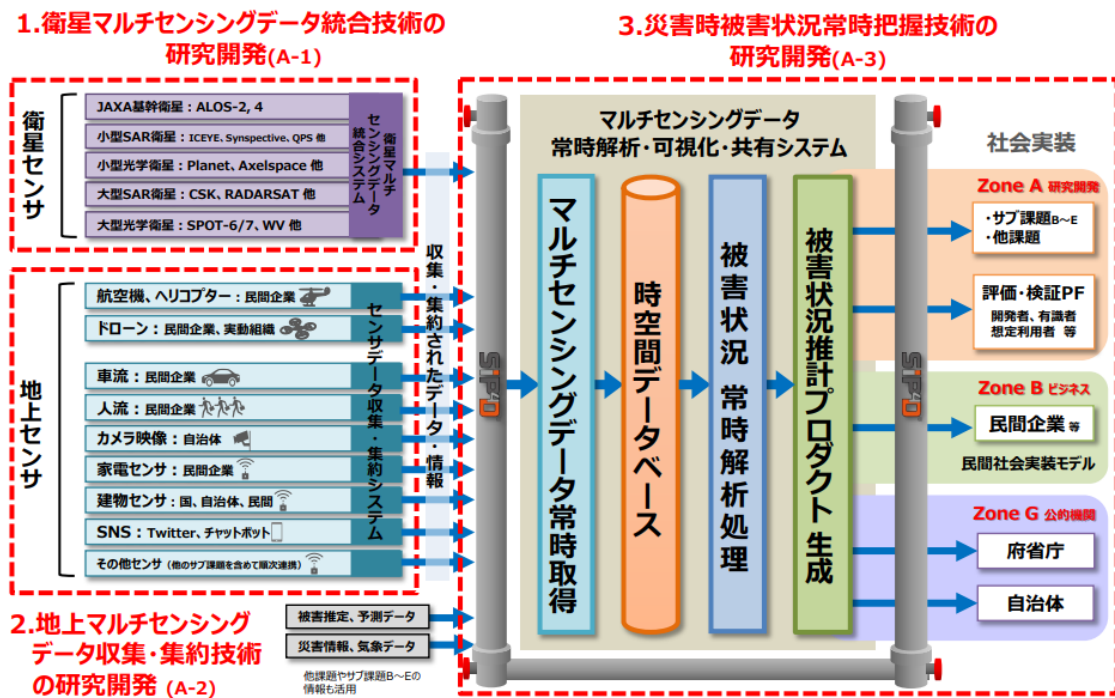 1.衛星マルチセンシングデータ統合技術の
研究開発(A-1)
衛星センサ
JAXA基幹衛星：ALOS-2, 4
小型SAR衛星：ICEYE、Synspective、QPS 他
小型光学衛星：Planet、Axelspace 他
大型SAR衛星：CSK、RADARSAT 他
大型光学衛星：SPOT-6/7、WV 他
衛星マルチ
センシングデータ
統合システム
地上センサ
航空機、ヘリコプター：民間企業
ドローン：民間企業、実動組織
車流：民間企業
人流：民間企業
カメラ映像：自治体
家電センサ：民間企業
建物センサ：国、自治体、民間
SNS：Twitter、チャットボット
その他センサ（他のサブ課題を含めて順次連携）
センサデータ収集・集約システム
収集・集約されたデータ・情報
2.地上マルチセンシング
データ収集・集約技術
の研究開発 (A-2)
被害推定、予測データ
災害情報、気象データ
他課題やサブ課題B～Eの
情報も活用
3.災害時被害状況常時把握技術の
研究開発(A-3)
SIP4D
マルチセンシングデータ
常時解析・可視化・共有システム
マルチセンシングデータ常時取得
時空間データベース
被害状況 常時解析処理
被害状況推計プロダクト 生成
SIP4D
社会実装
Zone A 研究開発
・サブ課題B～E
・他課題
評価・検証PF
開発者、有識者
想定利用者 等
Zone B ビジネス
民間企業 等
民間社会実装モデル
Zone G 公的機関
府省庁
自治体